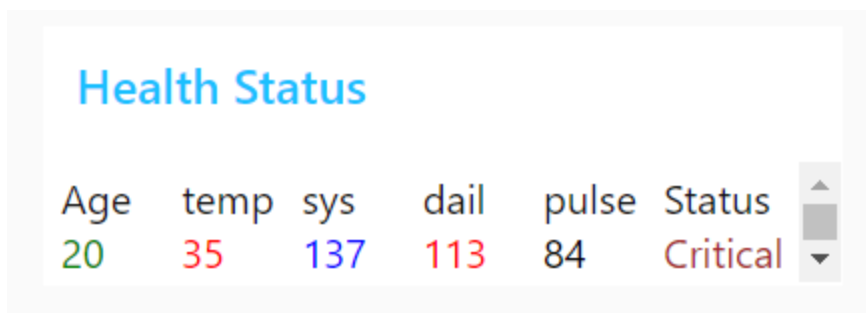 Health Status
Age temp sys dail pulse Status
20 35 137 113 84 Critical